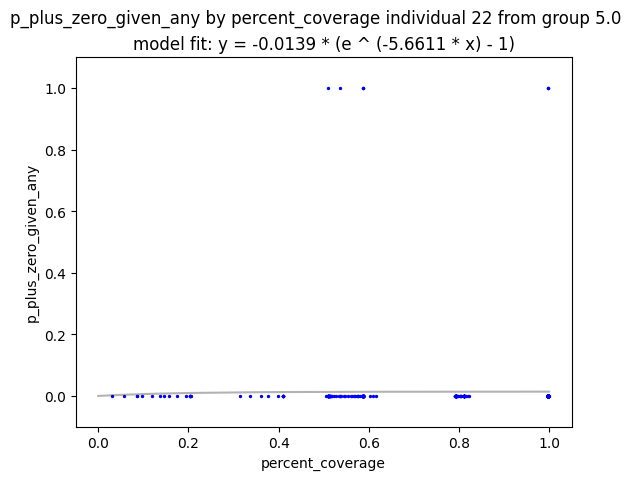 p_plus_zero_given_any by percent_coverage individual 22 from group 5.0
model fit: y = -0.0139 * (e ^ (-5.6611 * x) - 1)
1.0
0.8
0.6
0.4
0.2
0.0
p_plus_zero_given_any
0.0 0.2 0.4 0.6 0.8 1.0
percent_coverage